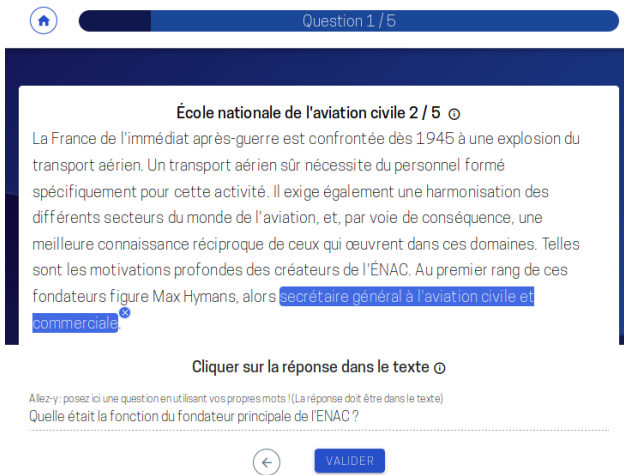 Question 1 / 5
École nationale de l'aviation civile 2 / 5
La France de l'immédiat après-guerre est confrontée dès 1945 à une explosion du
transport aérien. Un transport aérien sûr nécessite du personnel formé
spécifiquement pour cette activité. Il exige également une harmonisation des
différents secteurs du monde de l'aviation, et, par voie de conséquence, une
meilleure connaissance réciproque de ceux qui œuvrent dans ces domaines. Telles
sont les motivations profondes des créateurs de l'ÉNAC. Au premier rang de ces
fondateurs figure Max Hymans, alors secrétaire général à l'aviation civile et
commerciale.
Cliquer sur la réponse dans le texte
Allez-y: posez ici une question en utilisant vos propres mots ! (La réponse doit être dans le texte)
Quelle était la fonction du fondateur principale de l'ENAC ?
VALIDER